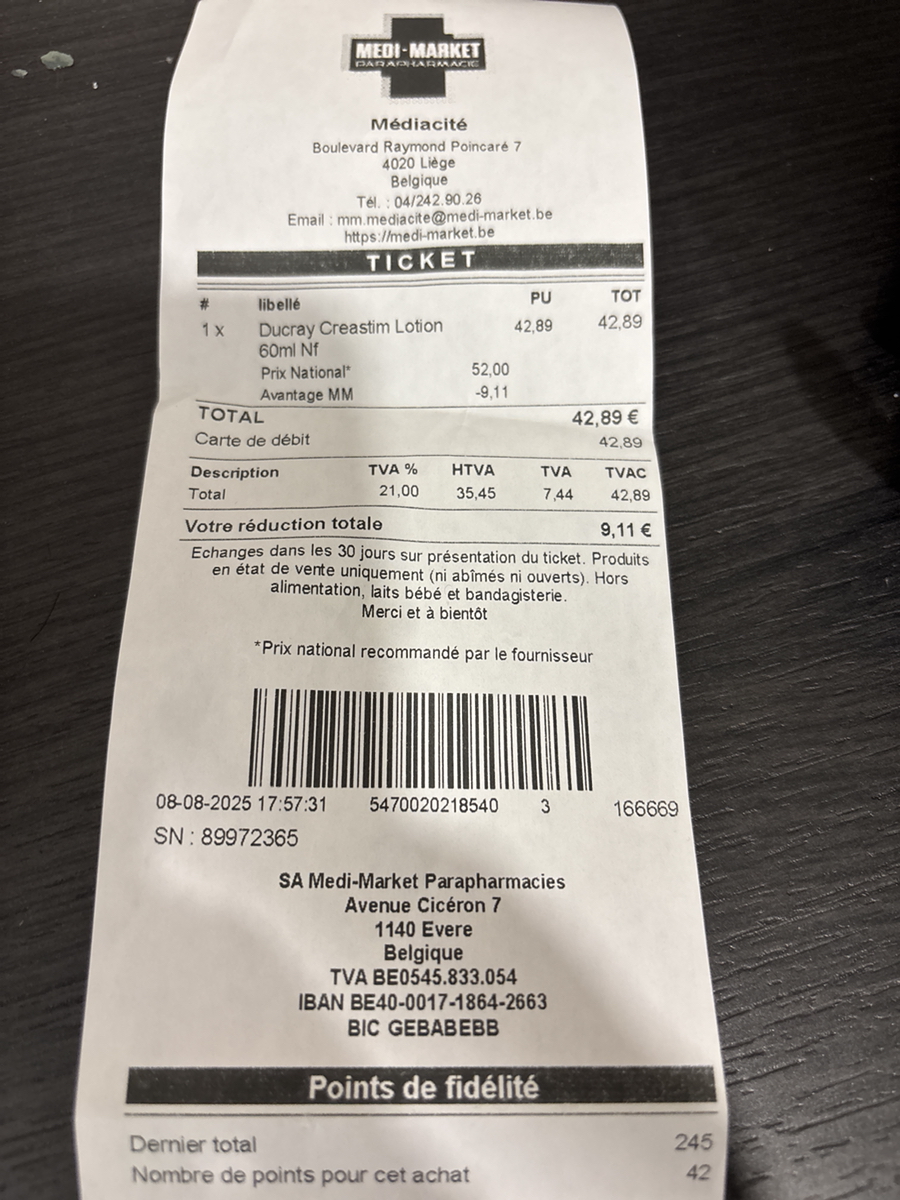 MEDI-MARKET
PARAPHARMACIE
Médiacité
Boulevard Raymond Poincaré 7
4020 Liège
Belgique
Tél. : 04/242.90.26
Email : mm.mediacite@medi-market.be
https://medi-market.be
TICKET
# libellé PU TOT
1 x Ducray Creastim Lotion 42,89 42,89
60ml Nf
Prix National* 52,00
Avantage MM -9,11
TOTAL 42,89 €
Carte de débit 42,89
Description TVA % HTVA TVA TVAC
Total 21,00 35,45 7,44 42,89
Votre réduction totale 9,11 €
Echanges dans les 30 jours sur présentation du ticket. Produits
en état de vente uniquement (ni abîmés ni ouverts). Hors
alimentation, laits bébé et bandagisterie.
Merci et à bientôt
*Prix national recommandé par le fournisseur
08-08-2025 17:57:31 5470020218540 3 166669
SN : 89972365
SA Medi-Market Parapharmacies
Avenue Cicéron 7
1140 Evere
Belgique
TVA BE0545.833.054
IBAN BE40-0017-1864-2663
BIC GEBABEBB
Points de fidélité
Dernier total 245
Nombre de points pour cet achat 42